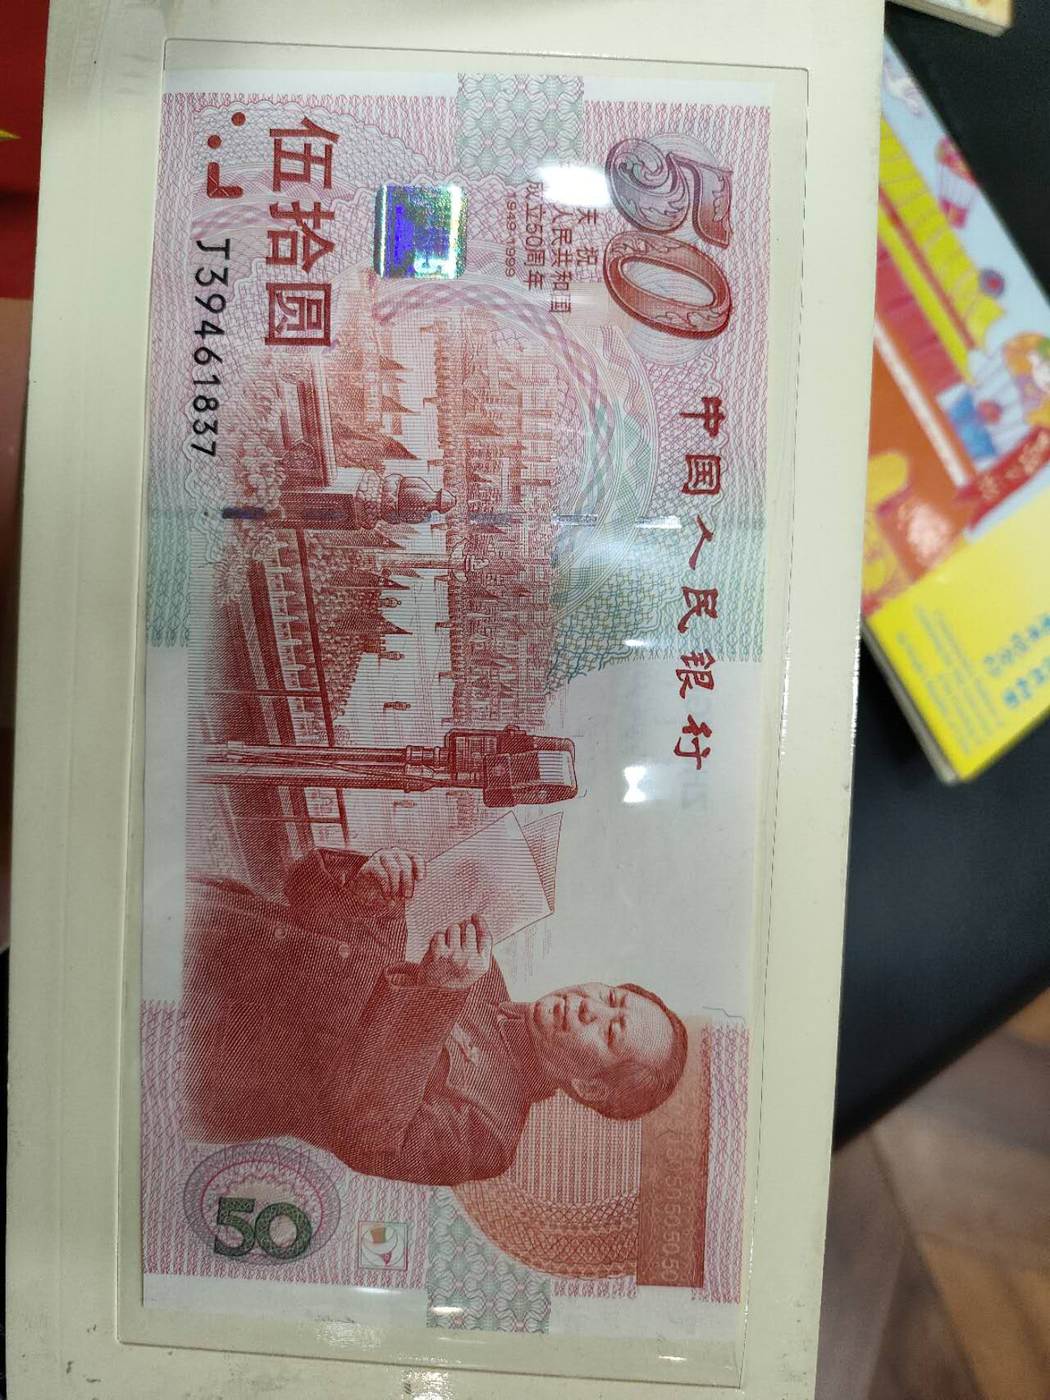 50
庆祝
中华人民共和国
成立50周年
1949-1999
中国人民银行
伍拾圆
J39461837
50